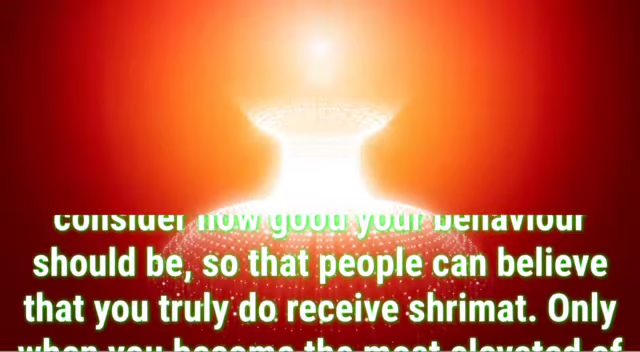 consider how good your behaviour
should be, so that people can believe
that you truly do receive shrimat. Only
when you become the most elevated of